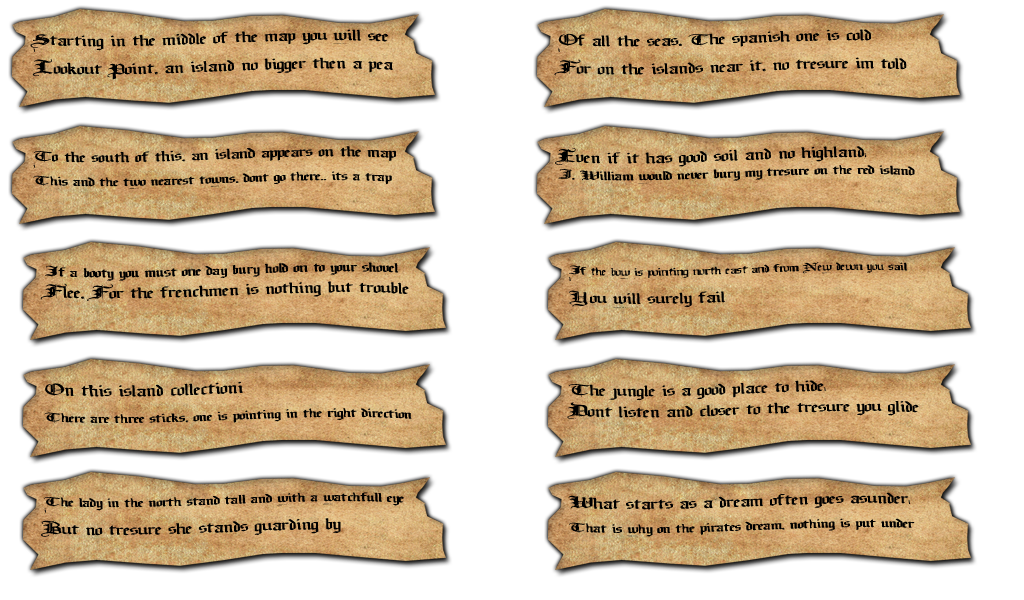 Starting in the middle of the map you will see
Lookout Point, an island no bigger then a pea
To the south of this, an island appears on the map
This and the two nearest towns, dont go there.. its a trap
If a booty you must one day bury hold on to your shovel
Flee, For the frenchmen is nothing but trouble
On this island collectioni
There are three sticks, one is pointing in the right direction
The lady in the north stand tall and with a watchfull eye
But no tresure she stands guarding by
Of all the seas, The spanish one is cold
For on the islands near it, no tresure im told
Even if it has good soil and no highland,
I, William would never bury my tresure on the red island
If the bow is pointing north east and from New dewn you sail
You will surely fail
The jungle is a good place to hide,
Dont listen and closer to the tresure you glide
What starts as a dream often goes asunder,
That is why on the pirates dream, nothing is put under